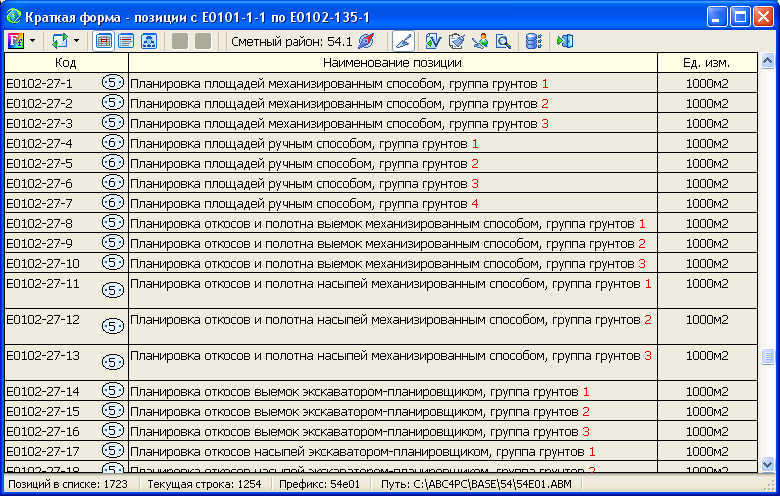 Краткая форма - позиции с E0101-1-1 по E0102-135-1
Сметный район: 54.1
Код Наименование позиции Ед. изм.
E0102-27-1 5 Планировка площадей механизированным способом, группа грунтов 1 1000м2
E0102-27-2 5 Планировка площадей механизированным способом, группа грунтов 2 1000м2
E0102-27-3 5 Планировка площадей механизированным способом, группа грунтов 3 1000м2
E0102-27-4 6 Планировка площадей ручным способом, группа грунтов 1 1000м2
E0102-27-5 6 Планировка площадей ручным способом, группа грунтов 2 1000м2
E0102-27-6 6 Планировка площадей ручным способом, группа грунтов 3 1000м2
E0102-27-7 6 Планировка площадей ручным способом, группа грунтов 4 1000м2
E0102-27-8 5 Планировка откосов и полотна выемок механизированным способом, группа грунтов 1 1000м2
E0102-27-9 5 Планировка откосов и полотна выемок механизированным способом, группа грунтов 2 1000м2
E0102-27-10 5 Планировка откосов и полотна выемок механизированным способом, группа грунтов 3 1000м2
E0102-27-11 5 Планировка откосов и полотна насыпей механизированным способом, группа грунтов 1 1000м2
E0102-27-12 5 Планировка откосов и полотна насыпей механизированным способом, группа грунтов 2 1000м2
E0102-27-13 5 Планировка откосов и полотна насыпей механизированным способом, группа грунтов 3 1000м2
E0102-27-14 5 Планировка откосов выемок экскаватором-планировщиком, группа грунтов 1 1000м2
E0102-27-15 5 Планировка откосов выемок экскаватором-планировщиком, группа грунтов 2 1000м2
E0102-27-16 5 Планировка откосов выемок экскаватором-планировщиком, группа грунтов 3 1000м2
E0102-27-17 5 Планировка откосов насыпей экскаватором-планировщиком, группа грунтов 1 1000м2
E0102-27-18 5 Планировка откосов насыпей экскаватором-планировщиком, группа грунтов 2 1000м2
Позиций в списке: 1723 Текущая строка: 1254 Префикс: 54e01 Путь: C:\ABC4PC\BASE\54\54E01.ABM